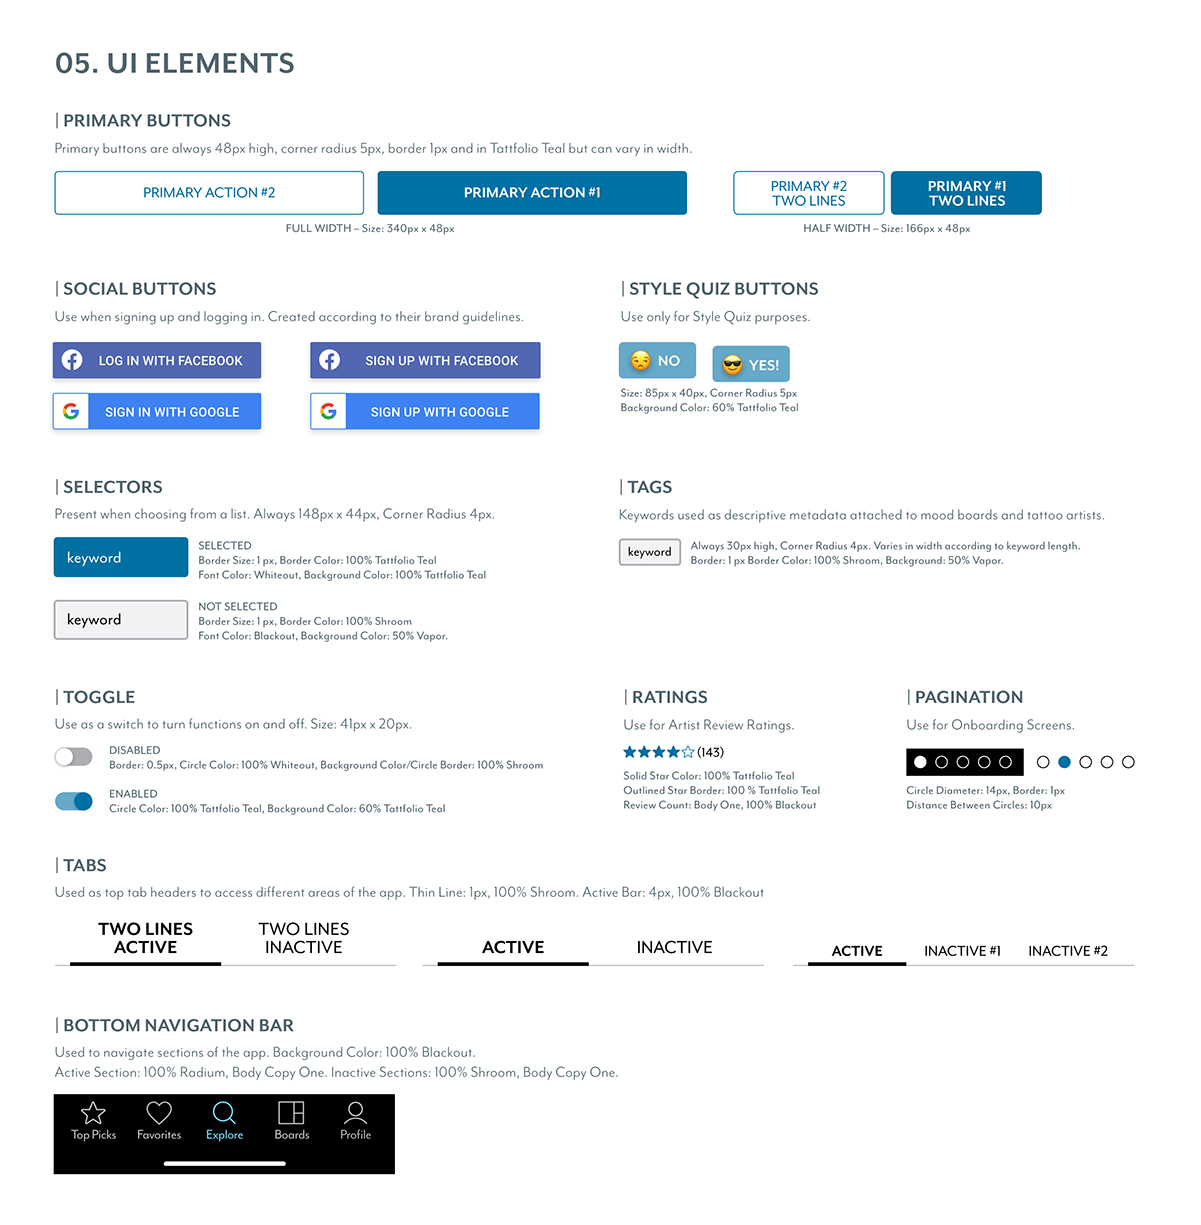 05. UI ELEMENTS
| PRIMARY BUTTONS
Primary buttons are always 48px high, corner radius 5px, border 1px and in Tattfolio Teal but can vary in width.
PRIMARY ACTION #2
PRIMARY ACTION #1
FULL WIDTH – Size: 340px x 48px
PRIMARY #2
TWO LINES
PRIMARY #1
TWO LINES
HALF WIDTH – Size: 166px x 48px
| SOCIAL BUTTONS
Use when signing up and logging in. Created according to their brand guidelines.
LOG IN WITH FACEBOOK
SIGN UP WITH FACEBOOK
SIGN IN WITH GOOGLE
SIGN UP WITH GOOGLE
| STYLE QUIZ BUTTONS
Use only for Style Quiz purposes.
NO
YES!
Size: 85px x 40px, Corner Radius 5px
Background Color: 60% Tattfolio Teal
| SELECTORS
Present when choosing from a list. Always 148px x 44px, Corner Radius 4px.
keyword
SELECTED
Border Size: 1 px, Border Color: 100% Tattfolio Teal
Font Color: Whiteout, Background Color: 100% Tattfolio Teal
keyword
NOT SELECTED
Border Size: 1 px, Border Color: 100% Shroom
Font Color: Blackout, Background Color: 50% Vapor.
| TAGS
Keywords used as descriptive metadata attached to mood boards and tattoo artists.
keyword
Always 30px high, Corner Radius 4px. Varies in width according to keyword length.
Border: 1 px Border Color: 100% Shroom, Background: 50% Vapor.
| TOGGLE
Use as a switch to turn functions on and off. Size: 41px x 20px.
DISABLED
Border: 0.5px, Circle Color: 100% Whiteout, Background Color/Circle Border: 100% Shroom
ENABLED
Circle Color: 100% Tattfolio Teal, Background Color: 60% Tattfolio Teal
| RATINGS
Use for Artist Review Ratings.
(143)
Solid Star Color: 100% Tattfolio Teal
Outlined Star Border: 100 % Tattfolio Teal
Review Count: Body One, 100% Blackout
| PAGINATION
Use for Onboarding Screens.
Circle Diameter: 14px, Border: 1px
Distance Between Circles: 10px
| TABS
Used as top tab headers to access different areas of the app. Thin Line: 1px, 100% Shroom. Active Bar: 4px, 100% Blackout
TWO LINES
ACTIVE
TWO LINES
INACTIVE
ACTIVE
INACTIVE
ACTIVE
INACTIVE #1
INACTIVE #2
| BOTTOM NAVIGATION BAR
Used to navigate sections of the app. Background Color: 100% Blackout.
Active Section: 100% Radium, Body Copy One. Inactive Sections: 100% Shroom, Body Copy One.
Top Picks
Favorites
Explore
Boards
Profile